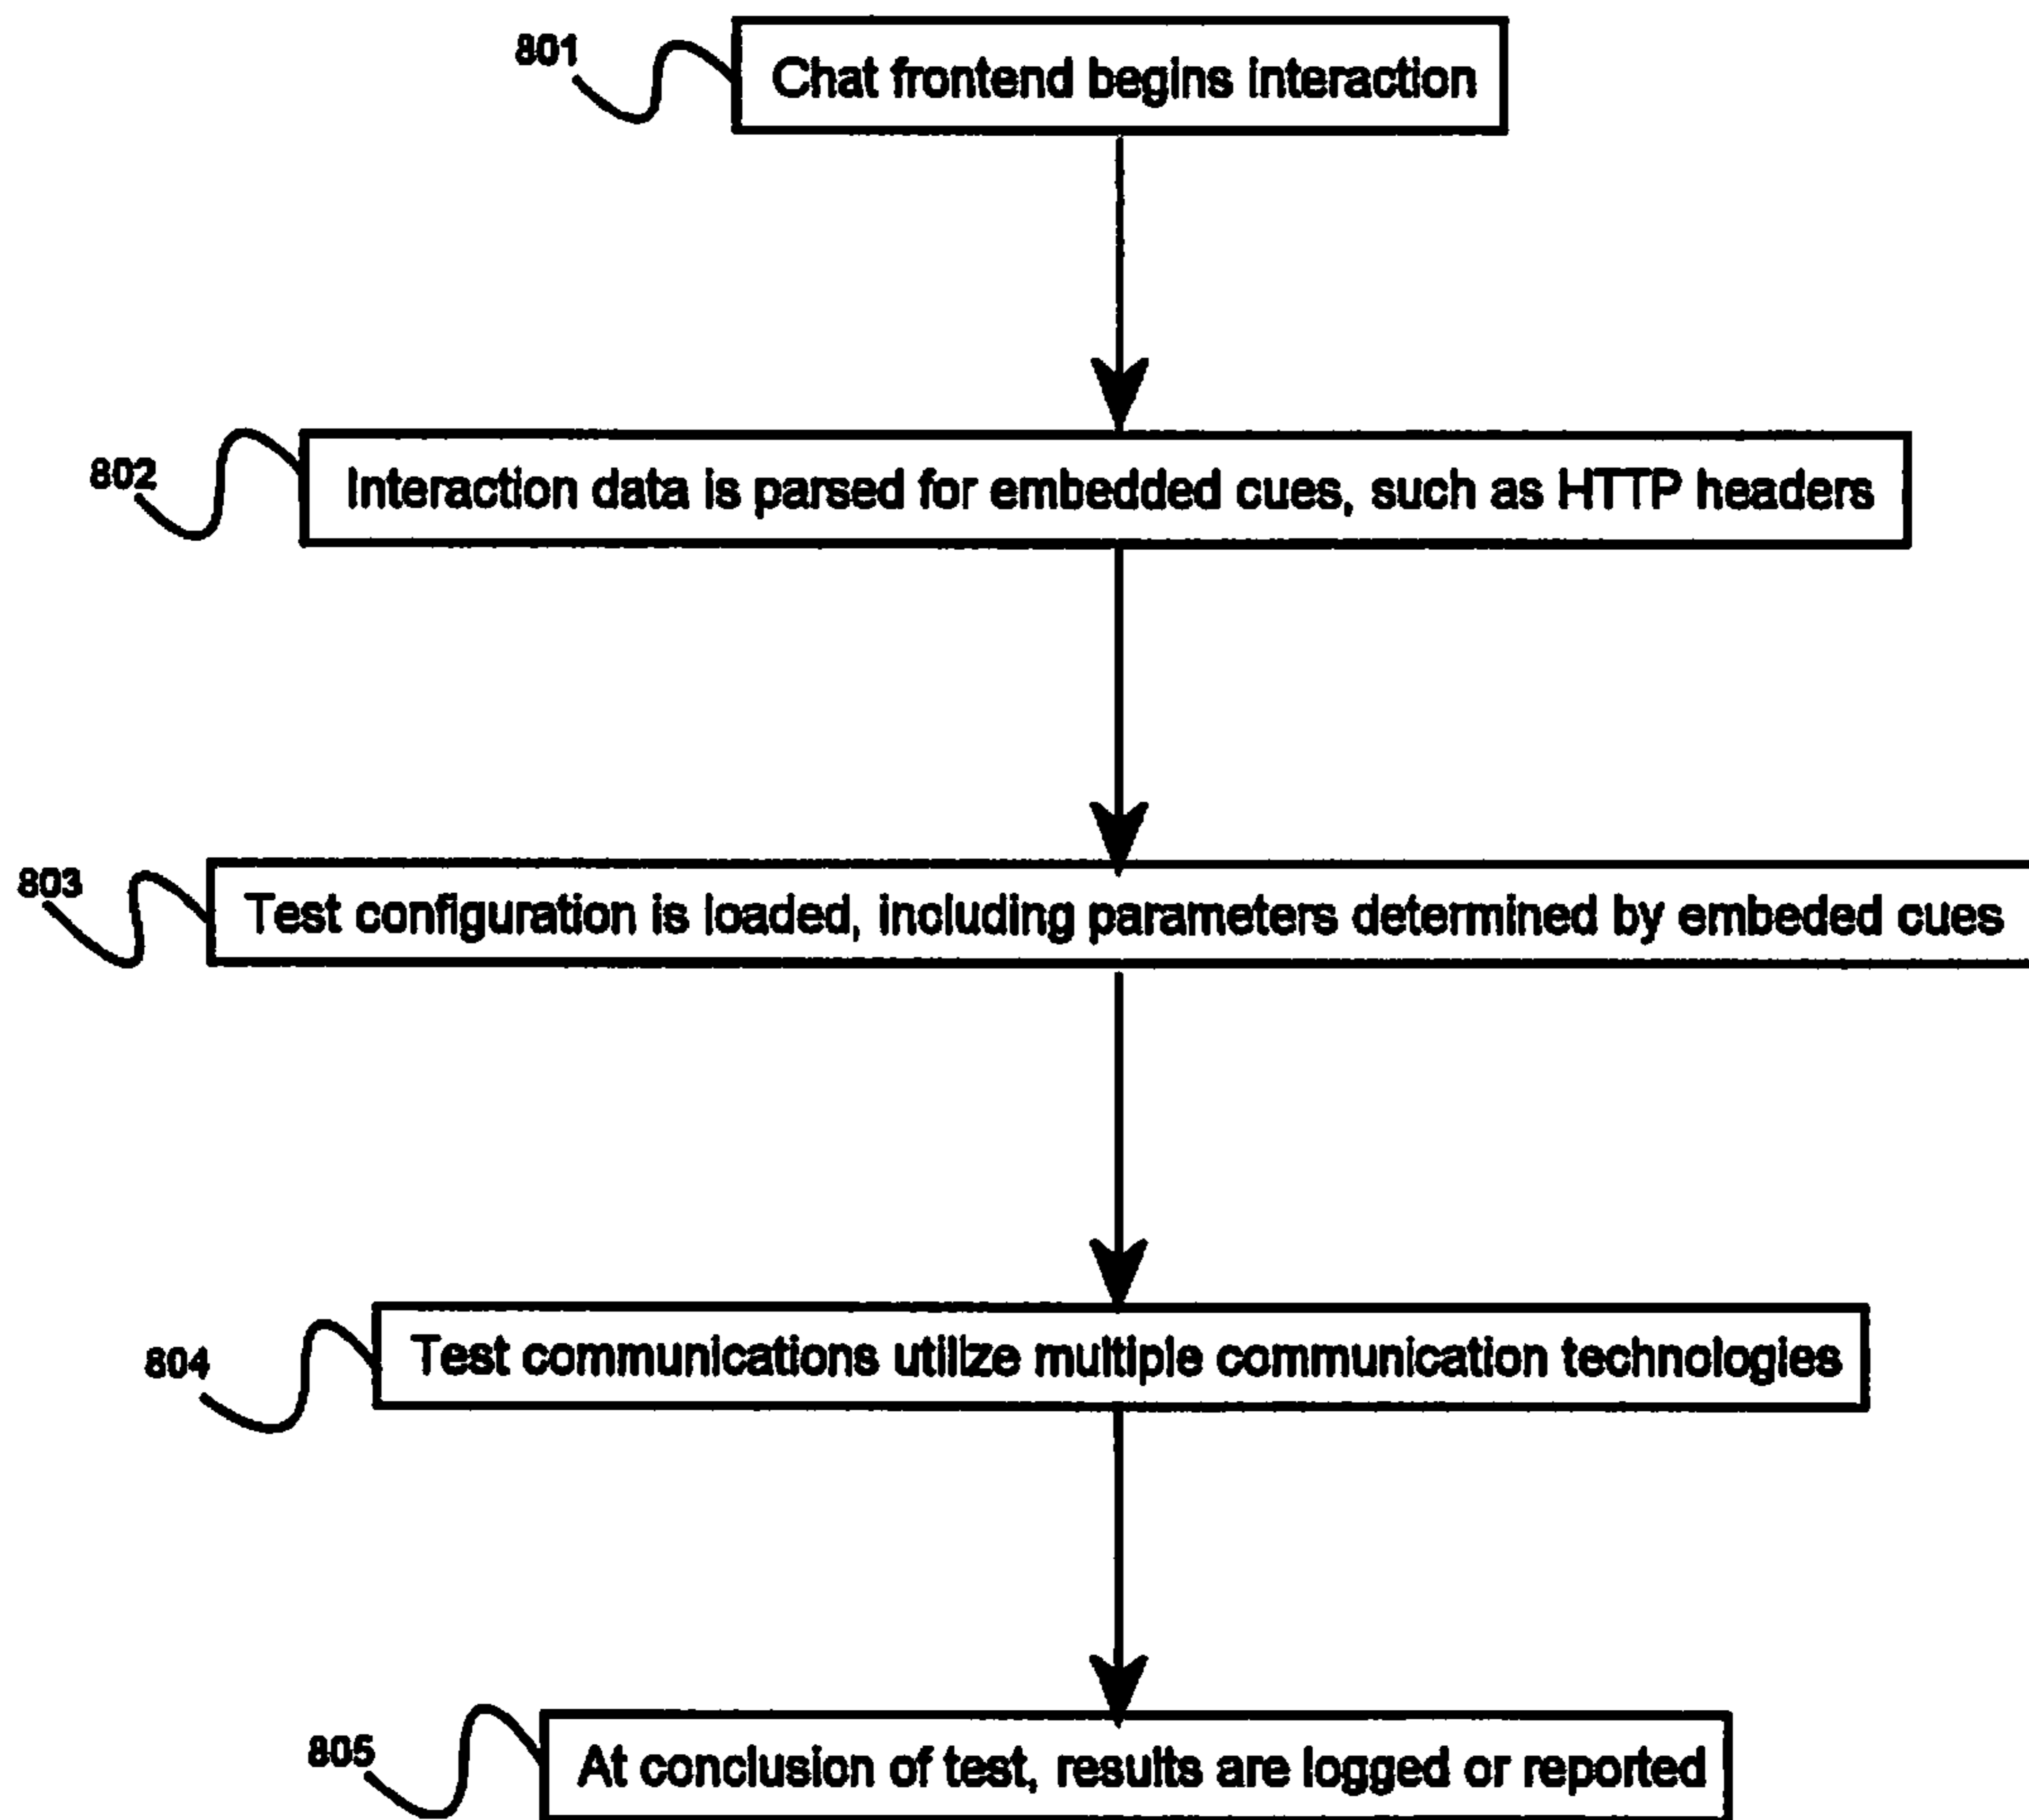 801
Chat frontend begins interaction
802
Interaction data is parsed for embedded cues, such as HTTP headers
803
Test configuration is loaded, including parameters determined by embeded cues
804
Test communications utilize multiple communication technologies
805
At conclusion of test, results are logged or reported